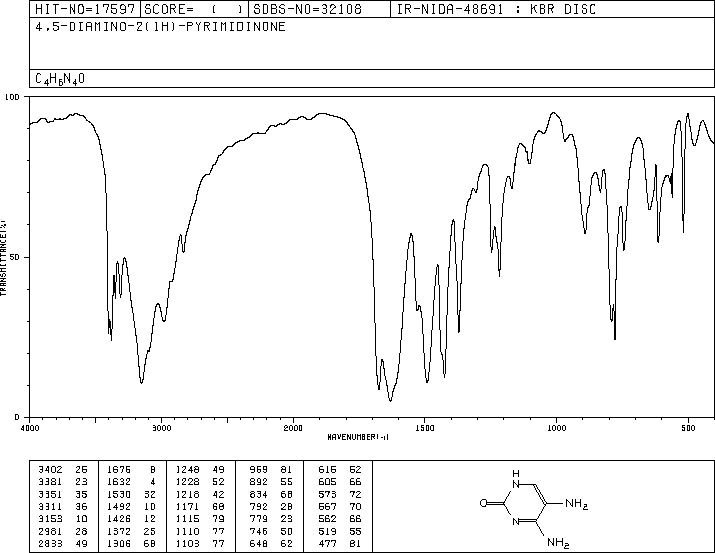 HIT-NO=17597 SCORE= ( ) SDBS-NO=32108 IR-NIDA-48691 : KBR DISC
4,5-DIAMINO-2(1H)-PYRIMIDINONE
C4H6N4O
100
50
0
TRANSMITTANCE(%)
4000 3000 2000 1500 1000 500
WAVENUMBER(-1)
3402 26 1676 8 1248 49 969 81 616 52
3381 23 1632 4 1228 52 892 55 605 66
3351 35 1530 32 1218 42 834 68 573 72
3311 36 1492 10 1171 68 792 28 567 70
3153 10 1426 12 1115 79 779 23 562 66
2981 28 1372 25 1110 77 746 50 519 55
2833 49 1306 68 1103 77 648 62 477 81
H
N
O
N
NH2
NH2